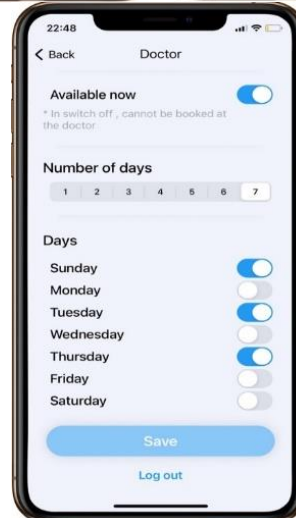 22:48
Back Doctor
Available now
* In switch off , cannot be booked at
the doctor
Number of days
1 2 3 4 5 6 7
Days
Sunday
Monday
Tuesday
Wednesday
Thursday
Friday
Saturday
Save
Log out